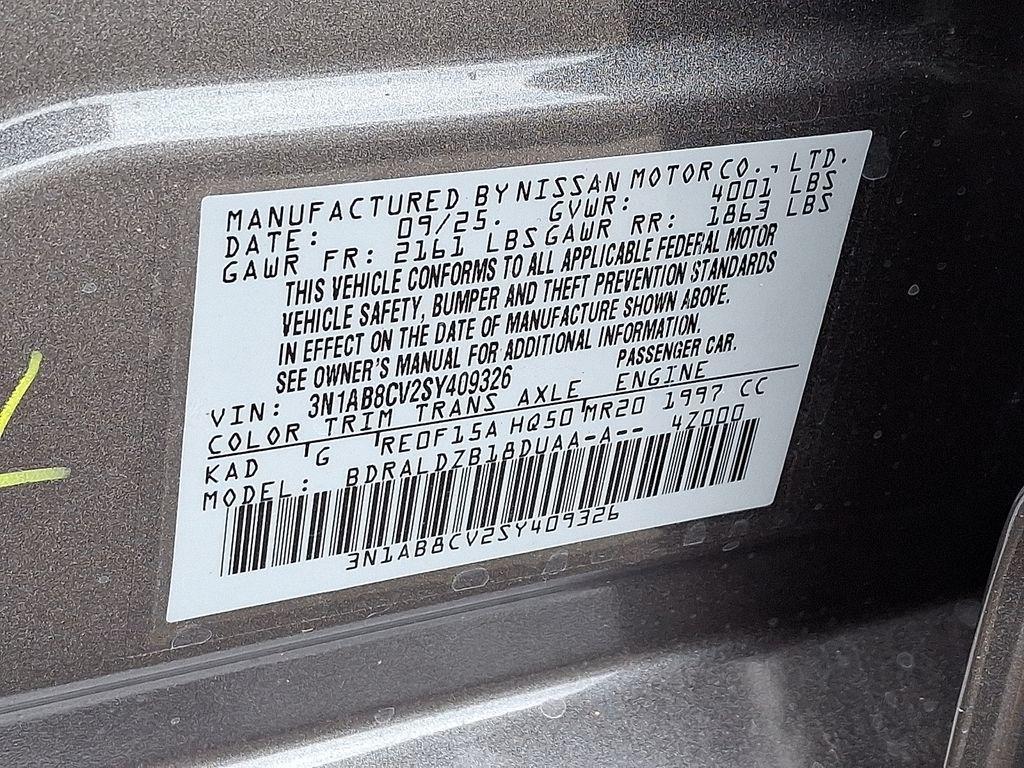 MANUFACTURED BY NISSAN MOTOR CO., LTD.
DATE: 09/25. GVWR: 4001 LBS
GAWR FR: 2161 LBS GAWR RR: 1863 LBS
THIS VEHICLE CONFORMS TO ALL APPLICABLE FEDERAL MOTOR
VEHICLE SAFETY, BUMPER AND THEFT PREVENTION STANDARDS
IN EFFECT ON THE DATE OF MANUFACTURE SHOWN ABOVE.
SEE OWNER'S MANUAL FOR ADDITIONAL INFORMATION.
VIN: 3N1AB8CV2SY409326 PASSENGER CAR.
COLOR TRIM TRANS AXLE ENGINE
KAD G RE0F15A HQ50 MR20 1997 CC
MODEL: BDRALDZB18DUAA-A-- 47000
3N1AB8CV2SY409326